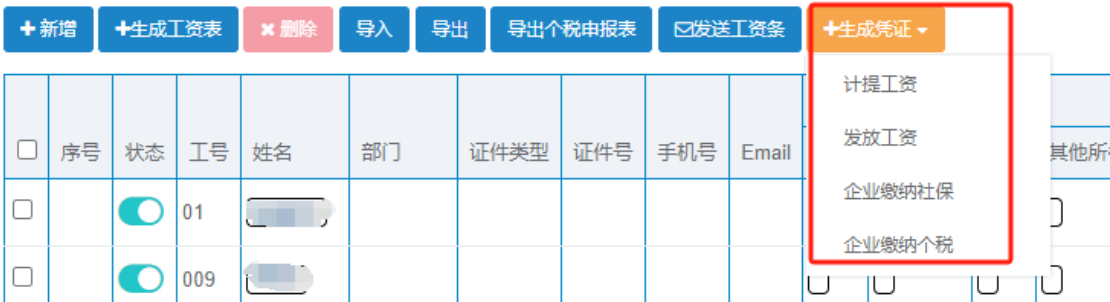 新增 生成工资表 删除 导入 导出 导出个税申报表 发送工资条 生成凭证
计提工资
发放工资
企业缴纳社保
企业缴纳个税
序号 状态 工号 姓名 部门 证件类型 证件号 手机号 Email 其他所
01
009